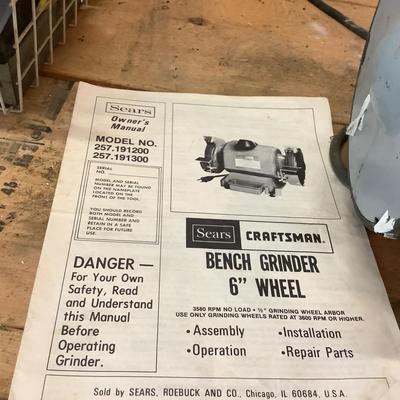 Sears
Owner's
Manual
MODEL NO.
257.191200
257.191300
SERIAL
NO.
MODEL AND SERIAL
NUMBER MAY BE FOUND
ON THE NAMEPLATE
LOCATED ON THE
FRONT OF THE TOOL.
YOU SHOULD RECORD
BOTH MODEL AND
SERIAL NUMBER AND
RETAIN IN A SAFE
PLACE FOR FUTURE
USE.
DANGER —
For Your Own
Safety, Read
and Understand
this Manual
Before
Operating
Grinder.
Sears CRAFTSMAN.
BENCH GRINDER
6" WHEEL
3580 RPM NO LOAD • ½" GRINDING WHEEL ARBOR
USE ONLY GRINDING WHEELS RATED AT 3600 RPM OR HIGHER.
•Assembly •Installation
•Operation •Repair Parts
Sold by SEARS, ROEBUCK AND CO., Chicago, IL 60684, U.S.A.